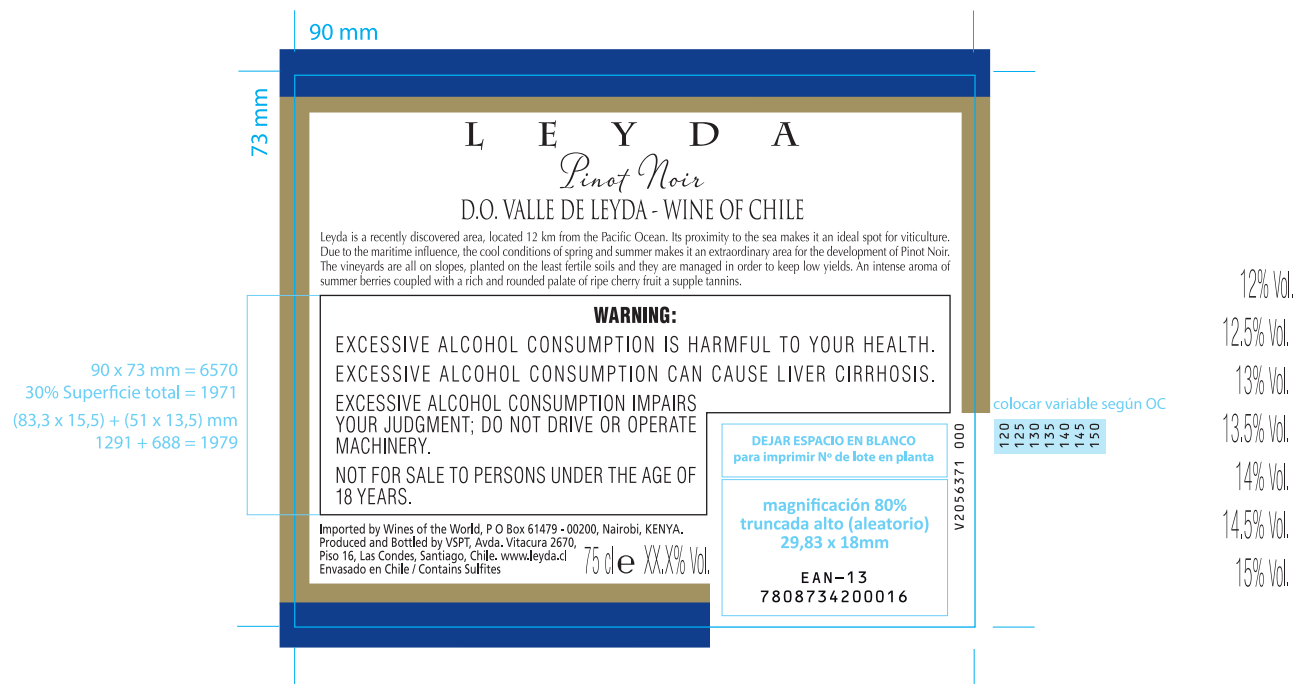 90 mm
73 mm
LEYDA
Pinot Noir
D.O. VALLE DE LEYDA - WINE OF CHILE
Leyda is a recently discovered area, located 12 km from the Pacific Ocean. Its proximity to the sea makes it an ideal spot for viticulture.
Due to the maritime influence, the cool conditions of spring and summer makes it an extraordinary area for the development of Pinot Noir.
The vineyards are all on slopes, planted on the least fertile soils and they are managed in order to keep low yields. An intense aroma of
summer berries coupled with a rich and rounded palate of ripe cherry fruit a supple tannins.
WARNING:
EXCESSIVE ALCOHOL CONSUMPTION IS HARMFUL TO YOUR HEALTH.
EXCESSIVE ALCOHOL CONSUMPTION CAN CAUSE LIVER CIRRHOSIS.
EXCESSIVE ALCOHOL CONSUMPTION IMPAIRS
YOUR JUDGMENT; DO NOT DRIVE OR OPERATE
MACHINERY.
NOT FOR SALE TO PERSONS UNDER THE AGE OF
18 YEARS.
Imported by Wines of the World, P O Box 61479 - 00200, Nairobi, KENYA.
Produced and Bottled by VSPT, Avda. Vitacura 2670,
Piso 16, Las Condes, Santiago, Chile. www.leyda.cl
Envasado en Chile / Contains Sulfites
75 cl e XX.X% Vol.
DEJAR ESPACIO EN BLANCO
para imprimir Nº de lote en planta
magnificación 80%
truncada alto (aleatorio)
29,83 x 18mm
EAN-13
7808734200016
V2056371 000
90 x 73 mm = 6570
30% Superficie total = 1971
(83,3 x 15,5) + (51 x 13,5) mm
1291 + 688 = 1979
colocar variable según OC
120
125
130
135
140
145
150
12% Vol.
12.5% Vol.
13% Vol.
13.5% Vol.
14% Vol.
14.5% Vol.
15% Vol.